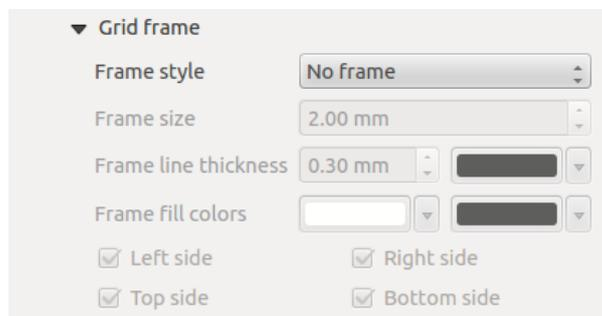 Grid frame
Frame style No frame
Frame size 2.00 mm
Frame line thickness 0.30 mm
Frame fill colors
Left side Right side
Top side Bottom side